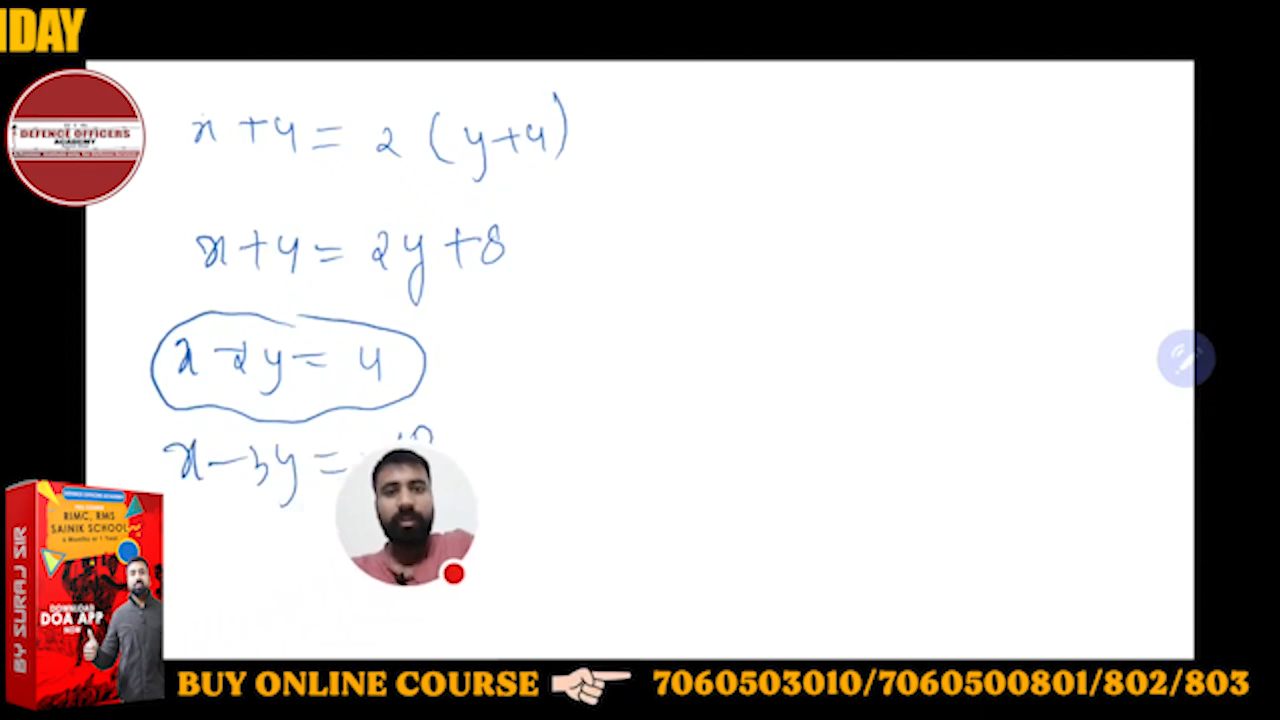 IDAY
DEFENCE OFFICERS
ACADEMY
x + 4 = 2 (y+4)
x + 4 = 2y + 8
x - 2y = 4
x - 3y =
RIMC, RMS
SAINIK SCHOOL
BY SURAJ SIR
DOWNLOAD
DOA APP
NOW
BUY ONLINE COURSE 7060503010/7060500801/802/803